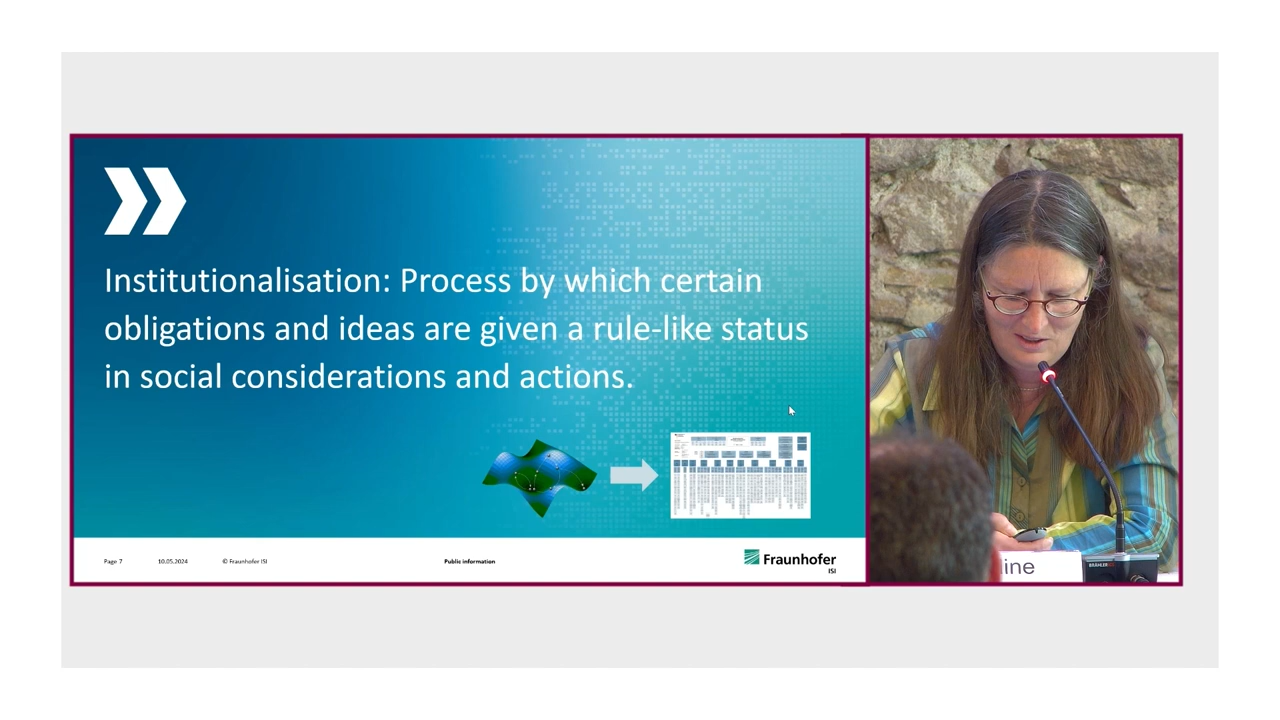 Institutionalisation: Process by which certain
obligations and ideas are given a rule-like status
in social considerations and actions.
Page 7
10.05.2024
© Fraunhofer ISI
Public information
Fraunhofer
ISI
ine
BRÄHLER